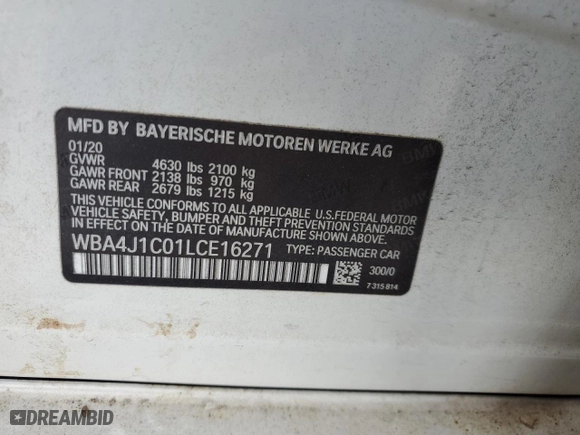 MFD BY BAYERISCHE MOTOREN WERKE AG
01/20
GVWR 4630 lbs 2100 kg
GAWR FRONT 2138 lbs 970 kg
GAWR REAR 2679 lbs 1215 kg
THIS VEHICLE CONFORMS TO ALL APPLICABLE U.S.FEDERAL MOTOR
VEHICLE SAFETY, BUMPER AND THEFT PREVENTION STANDARDS
IN EFFECT ON THE DATE OF MANUFACTURE SHOWN ABOVE.
WBA4J1C01LCE16271 TYPE: PASSENGER CAR
300/0
7 315 814
DREAMBID